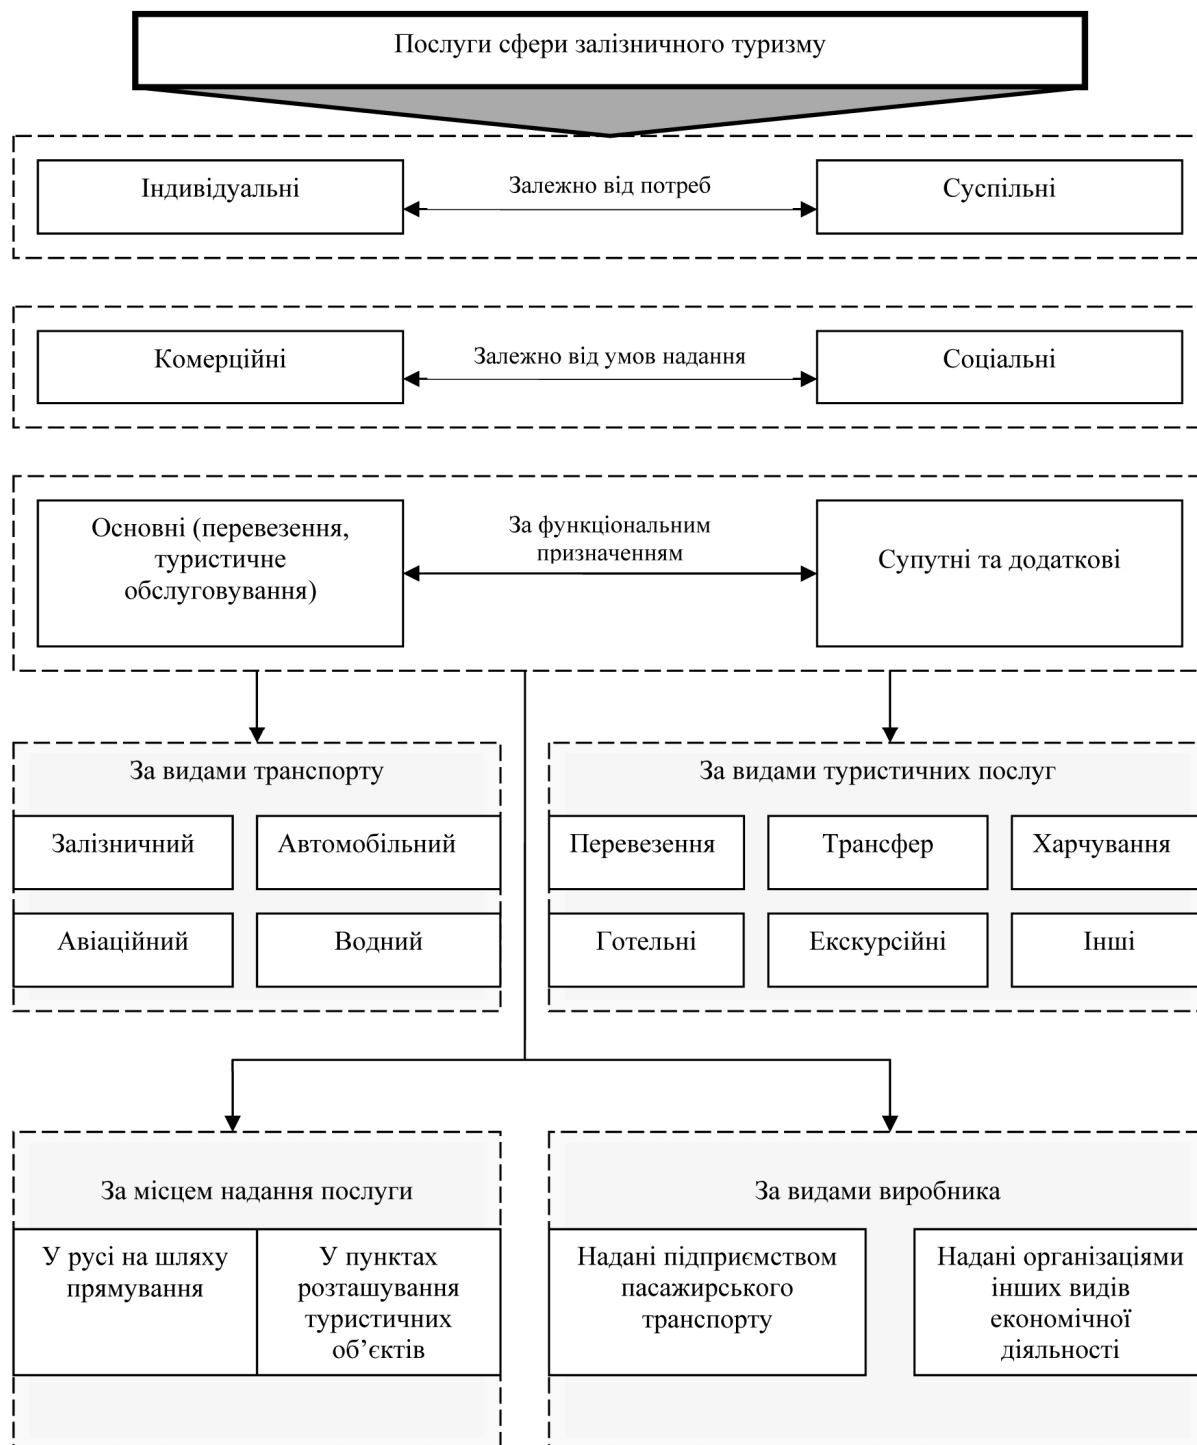 Послуги сфери залізничного туризму
Індивідуальні
Залежно від потреб
Суспільні
Комерційні
Залежно від умов надання
Соціальні
Основні (перевезення,
туристичне
обслуговування)
За функціональним
призначенням
Супутні та додаткові
За видами транспорту
Залізничний
Автомобільний
Авіаційний
Водний
За видами туристичних послуг
Перевезення
Трансфер
Харчування
Готельні
Екскурсійні
Інші
За місцем надання послуги
У русі на шляху
прямування
У пунктах
розташування
туристичних
об’єктів
За видами виробника
Надані підприємством
пасажирського
транспорту
Надані організаціями
інших видів
економічної
діяльності